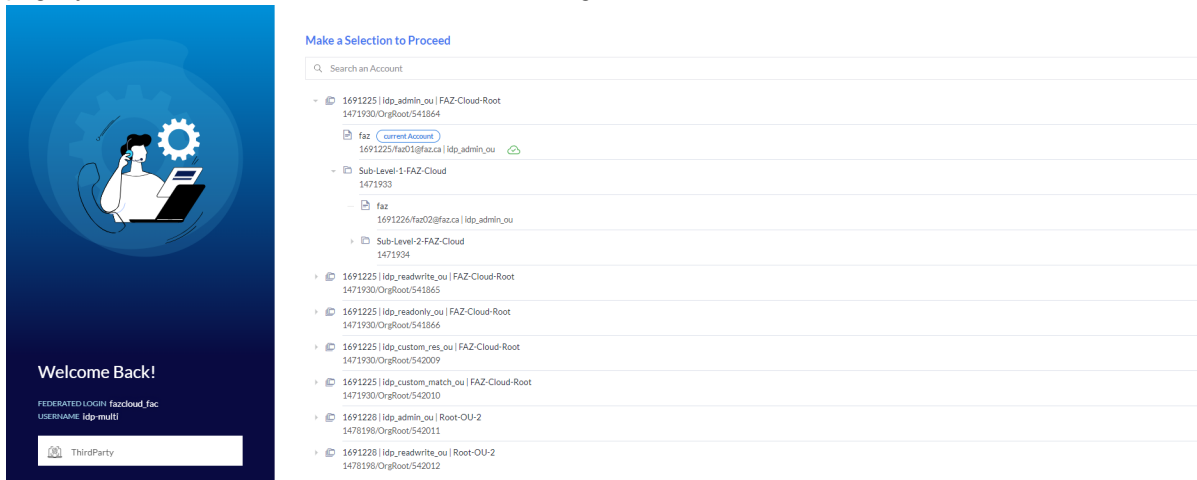 Make a Selection to Proceed
Search an Account
1691225 | idp_admin_ou | FAZ-Cloud-Root
1471930/OrgRoot/541864
faz current Account
1691225/faz01@faz.ca | idp_admin_ou
Sub-Level-1-FAZ-Cloud
1471933
faz
1691226/faz02@faz.ca | idp_admin_ou
Sub-Level-2-FAZ-Cloud
1471934
1691225 | idp_readwrite_ou | FAZ-Cloud-Root
1471930/OrgRoot/541865
1691225 | idp_readonly_ou | FAZ-Cloud-Root
1471930/OrgRoot/541866
1691225 | idp_custom_res_ou | FAZ-Cloud-Root
1471930/OrgRoot/542009
1691225 | idp_custom_match_ou | FAZ-Cloud-Root
1471930/OrgRoot/542010
1691228 | idp_admin_ou | Root-OU-2
1478198/OrgRoot/542011
1691228 | idp_readwrite_ou | Root-OU-2
1478198/OrgRoot/542012
Welcome Back!
FEDERATED LOGIN fazcloud_fac
USERNAME idp-multi
ThirdParty